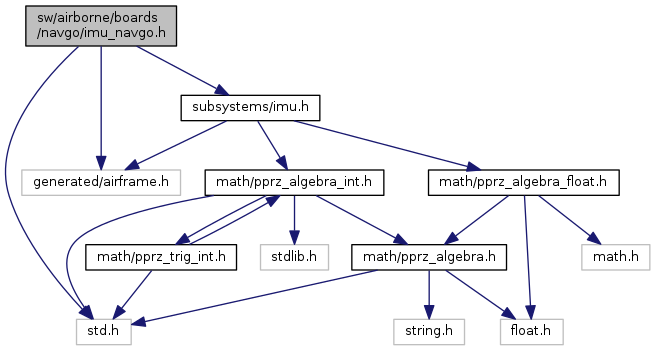 sw/airborne/boards
/navgo/imu_navgo.h
subsystems/imu.h
generated/airframe.h
math/pprz_algebra_int.h
math/pprz_algebra_float.h
math/pprz_trig_int.h
stdlib.h
math/pprz_algebra.h
math.h
std.h
string.h
float.h